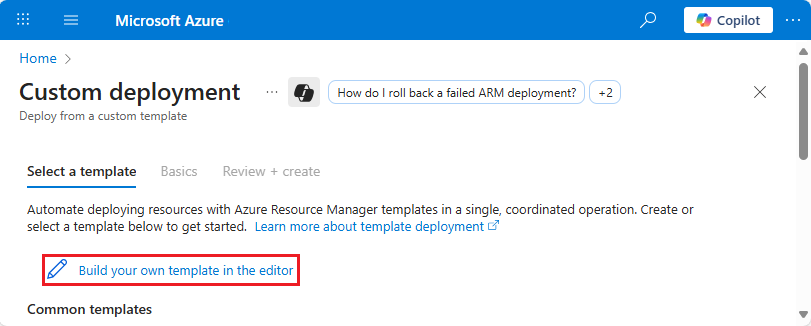 Microsoft Azure
Copilot
Home
Custom deployment
How do I roll back a failed ARM deployment?
+2
Deploy from a custom template
Select a template
Basics
Review + create
Automate deploying resources with Azure Resource Manager templates in a single, coordinated operation. Create or
select a template below to get started. Learn more about template deployment
Build your own template in the editor
Common templates